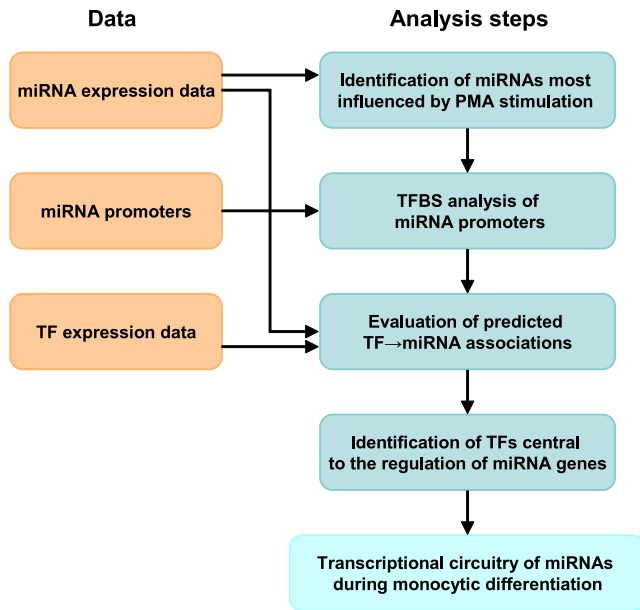 Data
Analysis steps
miRNA expression data
Identification of miRNAs most
influenced by PMA stimulation
miRNA promoters
TFBS analysis of
miRNA promoters
TF expression data
Evaluation of predicted
TF→miRNA associations
Identification of TFs central
to the regulation of miRNA genes
Transcriptional circuitry of miRNAs
during monocytic differentiation